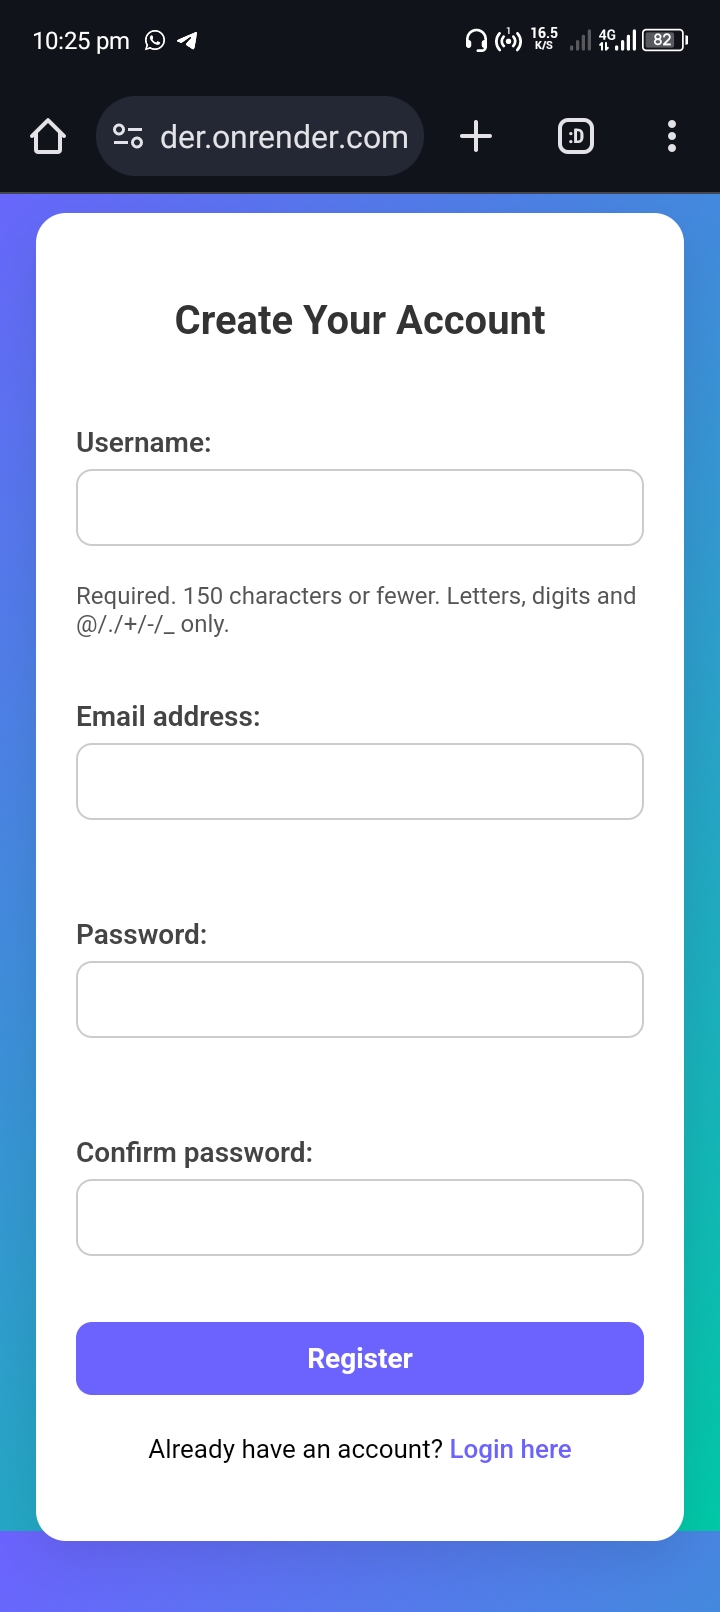 10:25 pm 1 16.5 K/S 4G 82
der.onrender.com :D
Create Your Account
Username:
Required. 150 characters or fewer. Letters, digits and
@/./+/-/_ only.
Email address:
Password:
Confirm password:
Register
Already have an account? Login here